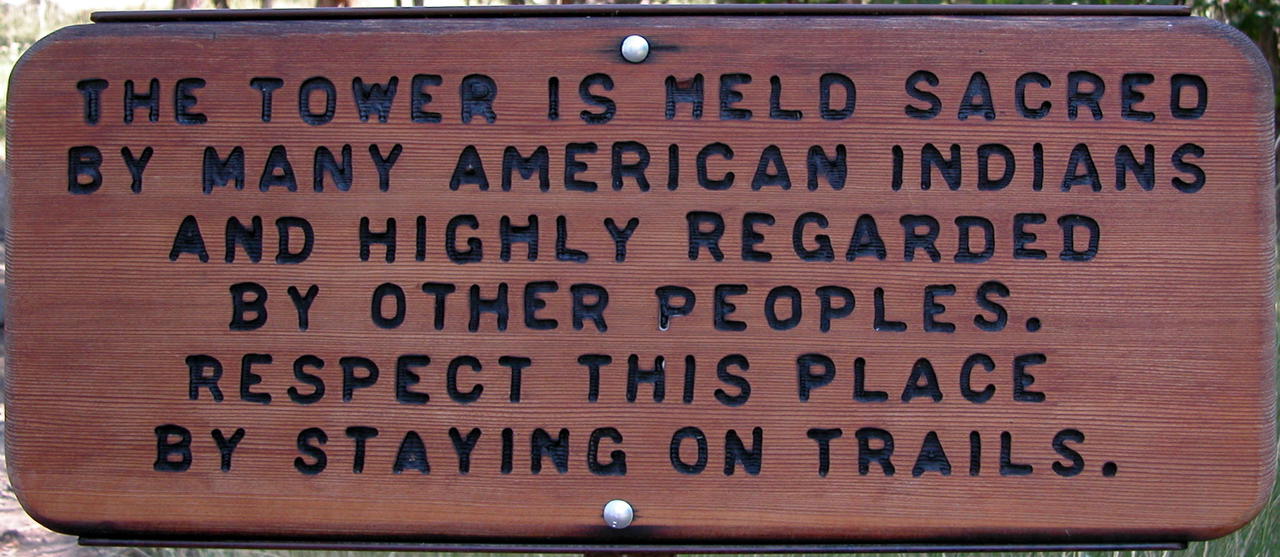 THE TOWER IS HELD SACRED
BY MANY AMERICAN INDIANS
AND HIGHLY REGARDED
BY OTHER PEOPLES.
RESPECT THIS PLACE
BY STAYING ON TRAILS.